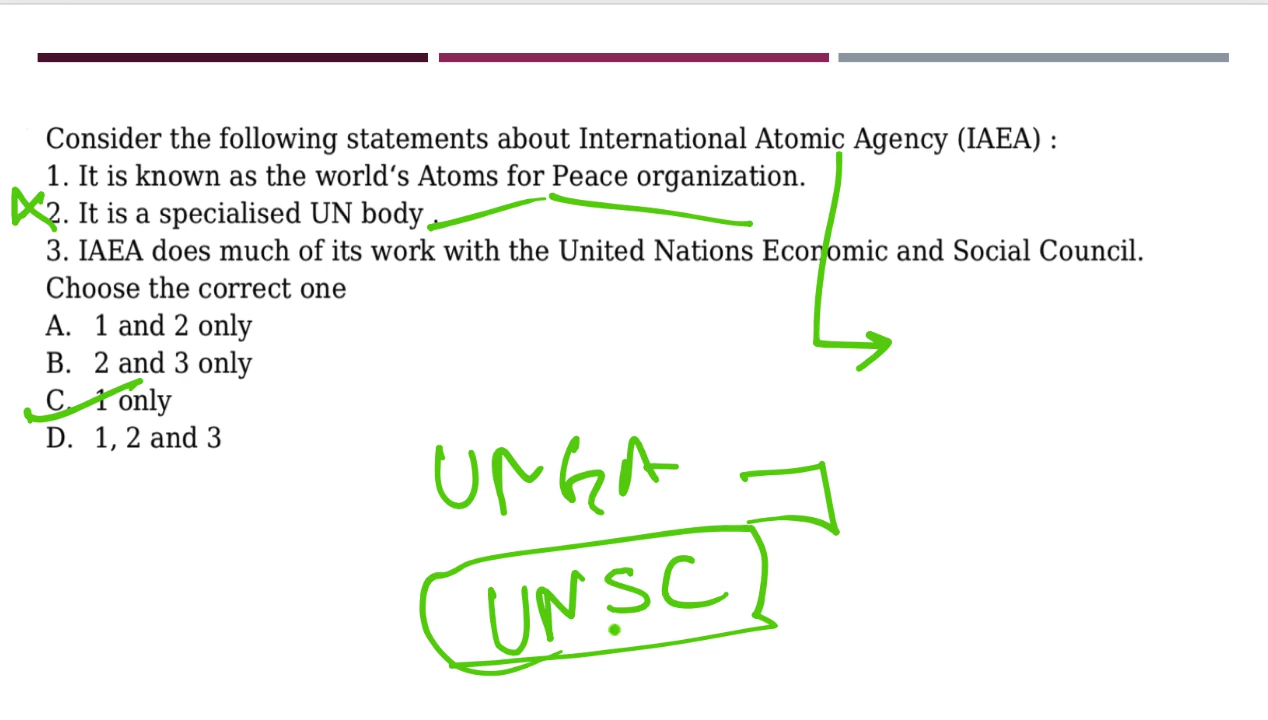 Consider the following statements about International Atomic Agency (IAEA) :
1. It is known as the world‘s Atoms for Peace organization.
2. It is a specialised UN body .
3. IAEA does much of its work with the United Nations Economic and Social Council.
Choose the correct one
A. 1 and 2 only
B. 2 and 3 only
C. 1 only
D. 1, 2 and 3
UNGA
UNSC